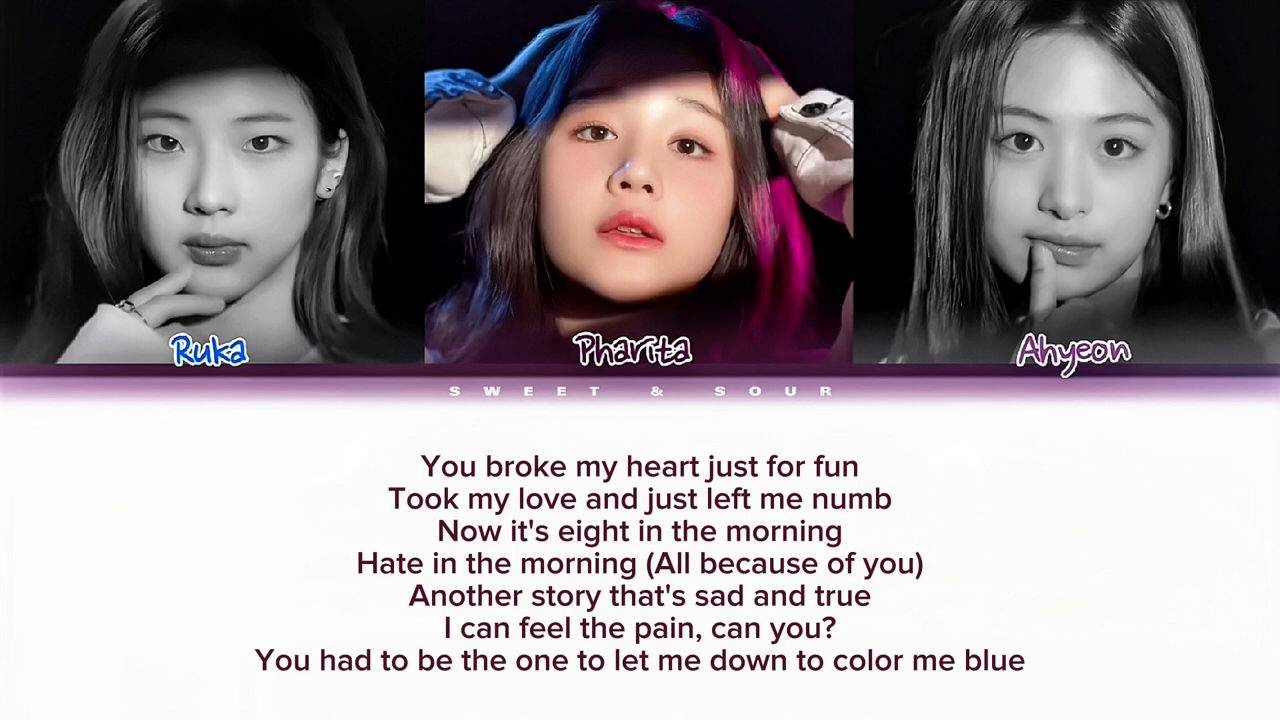 Ruka
Pharita
Ahyeon
SWEET & SOUR
You broke my heart just for fun
Took my love and just left me numb
Now it's eight in the morning
Hate in the morning (All because of you)
Another story that's sad and true
I can feel the pain, can you?
You had to be the one to let me down to color me blue